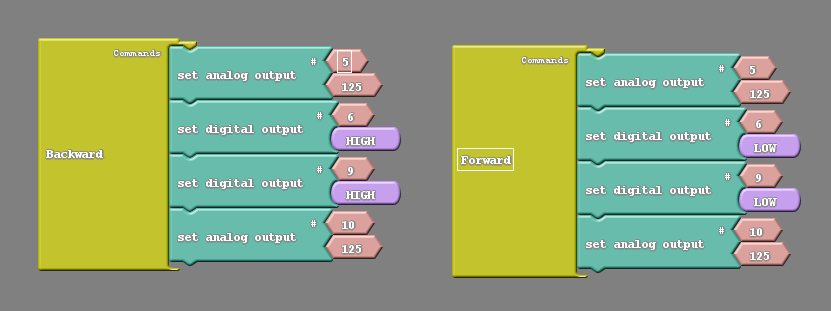 Backward
Commands
set analog output # 5
125
set digital output # 6
HIGH
set digital output # 9
HIGH
set analog output # 10
125
Forward
Commands
set analog output # 5
125
set digital output # 6
LOW
set digital output # 9
LOW
set analog output # 10
125